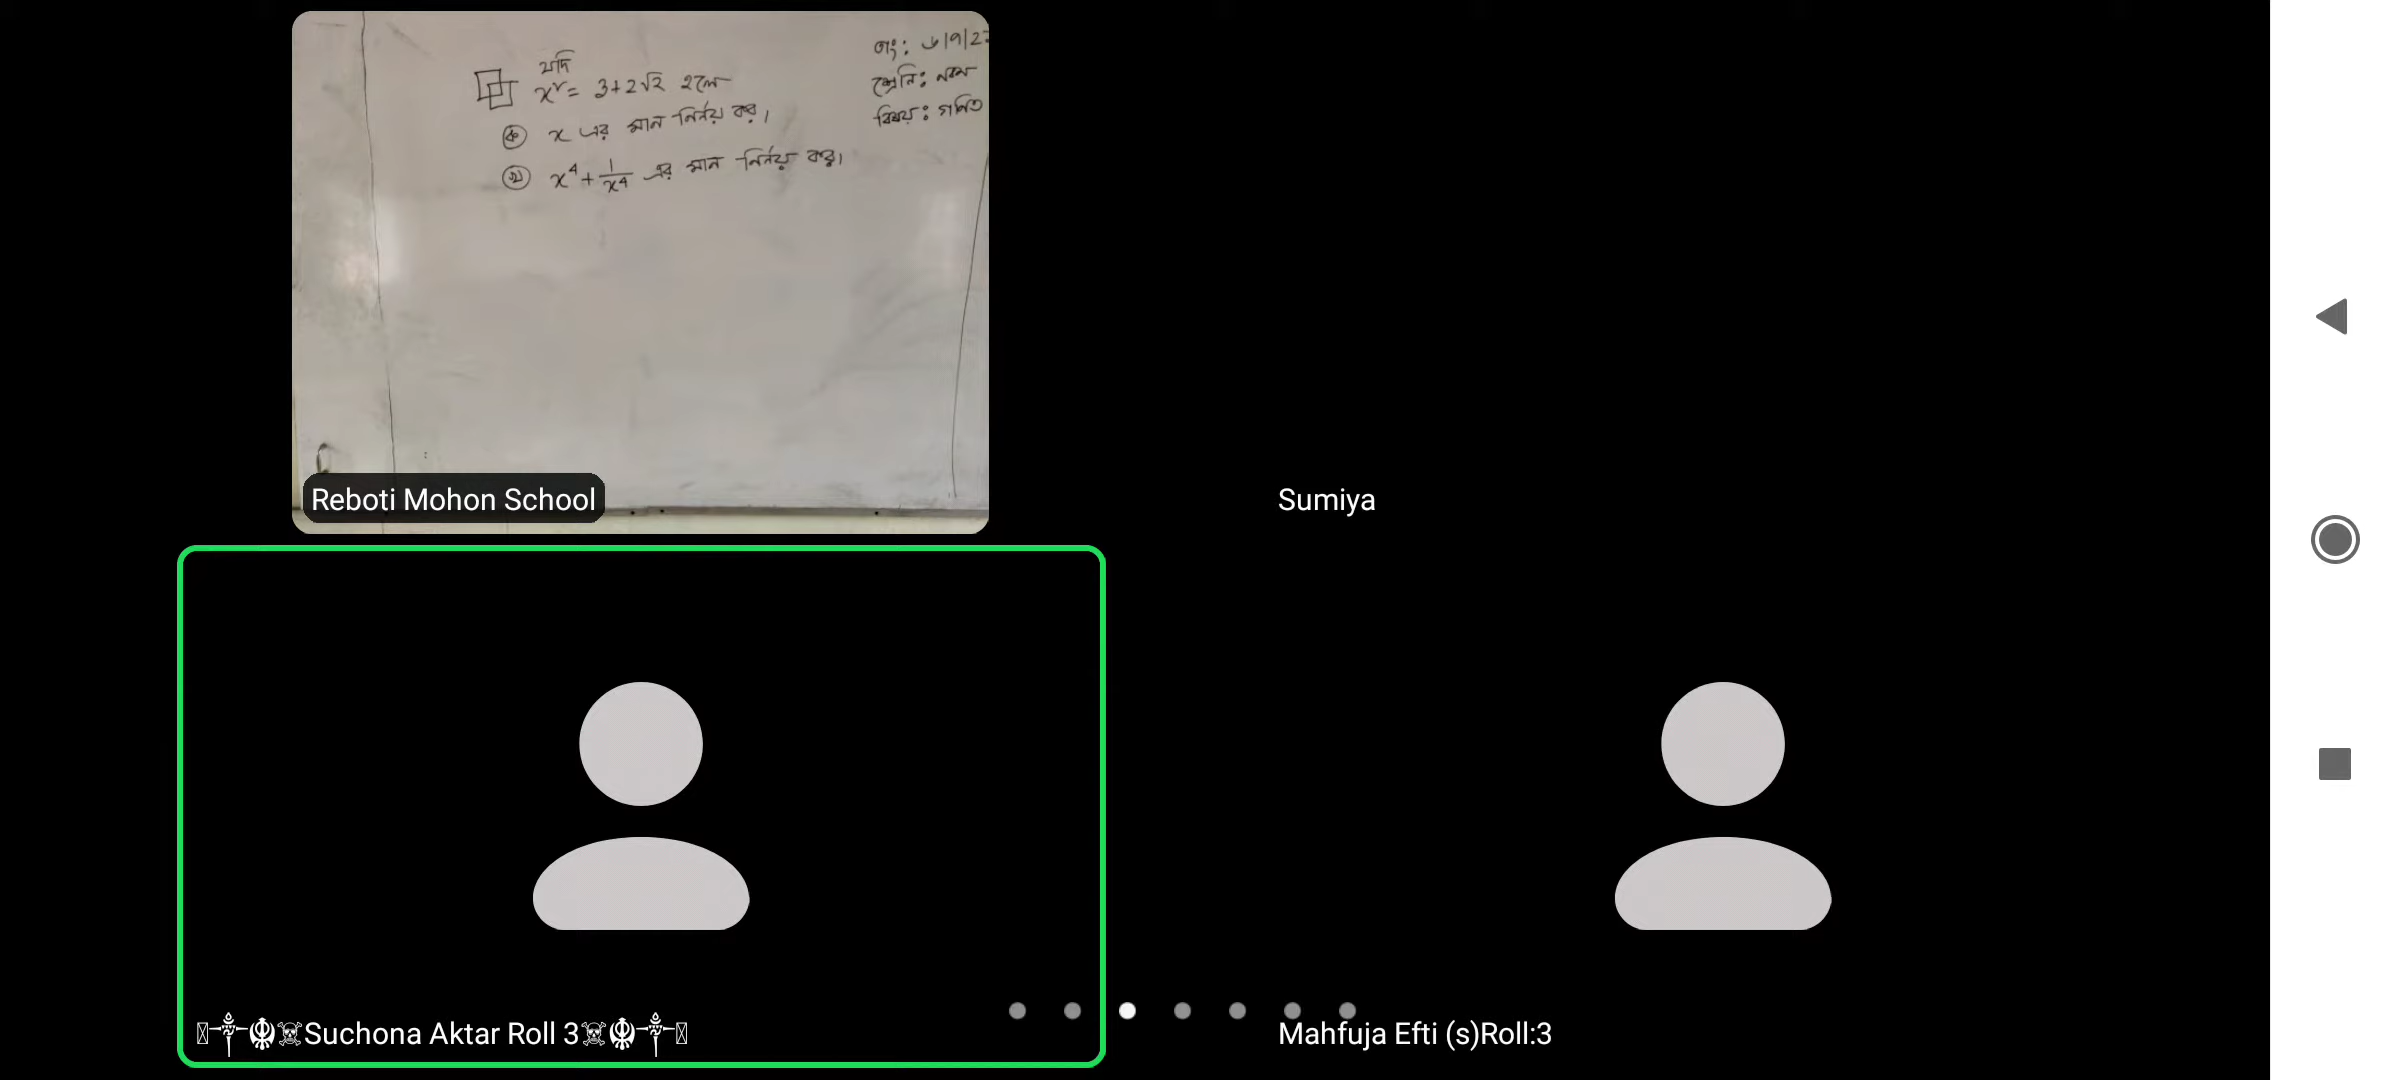 যদি
x² = 3+2√২ হলে
ক x এর মান নির্ণয় কর।
খ x⁴ + 1/x⁴ এর মান নির্ণয় কর।
তাং: ৬/৭/2
শ্রেনি: নবম
বিষয়: গনিত
Reboti Mohon School
Sumiya
Suchona Aktar Roll 3
Mahfuja Efti (s)Roll:3